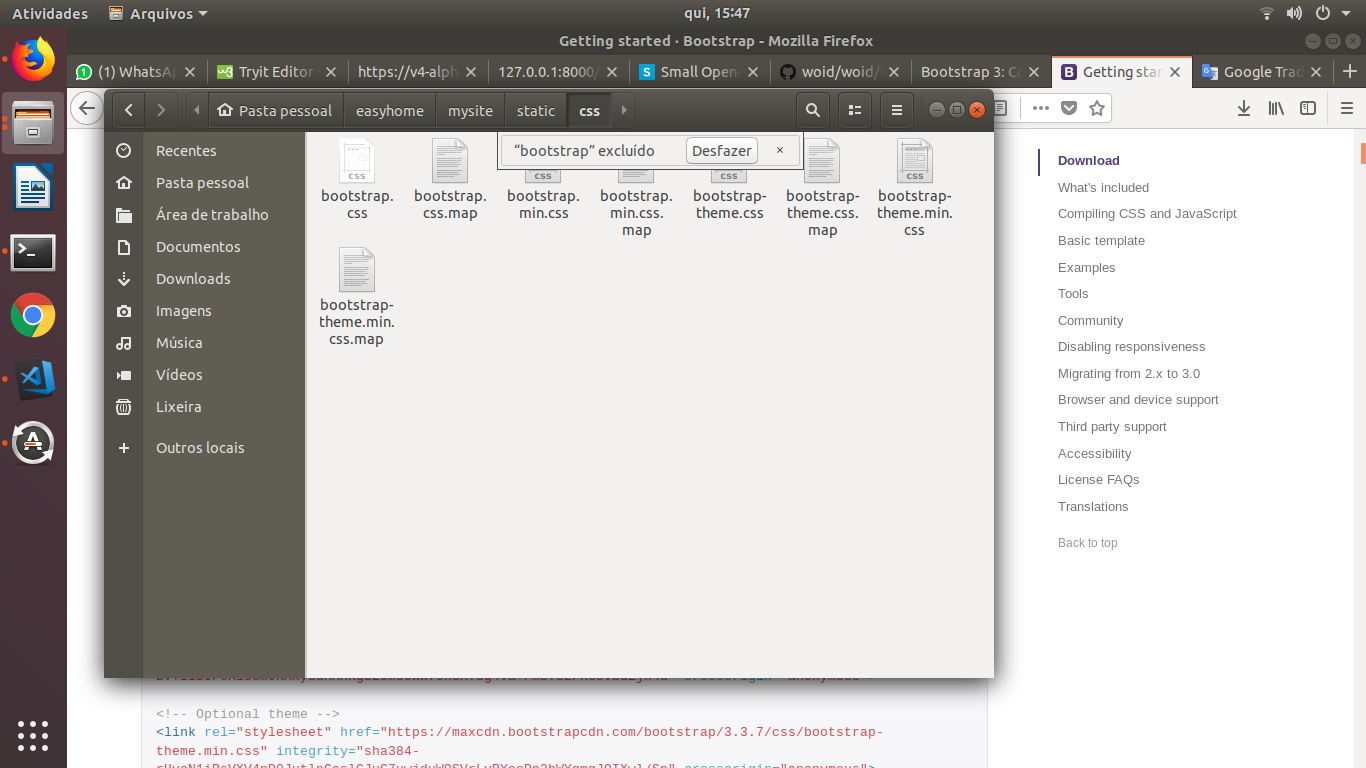 Atividades Arquivos qui, 15:47
Getting started · Bootstrap - Mozilla Firefox
(1) WhatsAp Tryit Editor v https://v4-alph 127.0.0.1:8000/ Small Open- woid/woid/ Bootstrap 3: Co Getting star Google Trad
Pasta pessoal easyhome mysite static css
Recentes
Pasta pessoal
Área de trabalho
Documentos
Downloads
Imagens
Música
Vídeos
Lixeira
Outros locais
“bootstrap” excluído Desfazer
bootstrap.
css
bootstrap.
css.map
bootstrap.
min.css
bootstrap.
min.css.
map
bootstrap-
theme.css
bootstrap-
theme.css.
map
bootstrap-
theme.min.
css
bootstrap-
theme.min.
css.map
Download
What's included
Compiling CSS and JavaScript
Basic template
Examples
Tools
Community
Disabling responsiveness
Migrating from 2.x to 3.0
Browser and device support
Third party support
Accessibility
License FAQs
Translations
Back to top
<!-- Optional theme -->
<link rel="stylesheet" href="https://maxcdn.bootstrapcdn.com/bootstrap/3.3.7/css/bootstrap-
theme.min.css" integrity="sha384-
crossorigin="anonymous">